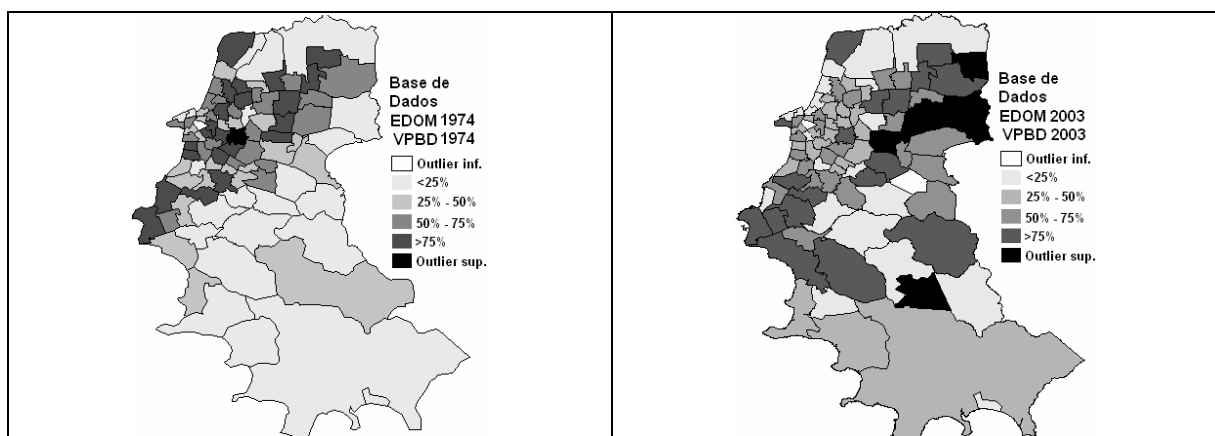 Base de
Dados
EDOM 1974
VPBD 1974
Outlier inf.
<25%
25% - 50%
50% - 75%
>75%
Outlier sup.
Base de
Dados
EDOM 2003
VPBD 2003
Outlier inf.
<25%
25% - 50%
50% - 75%
>75%
Outlier sup.